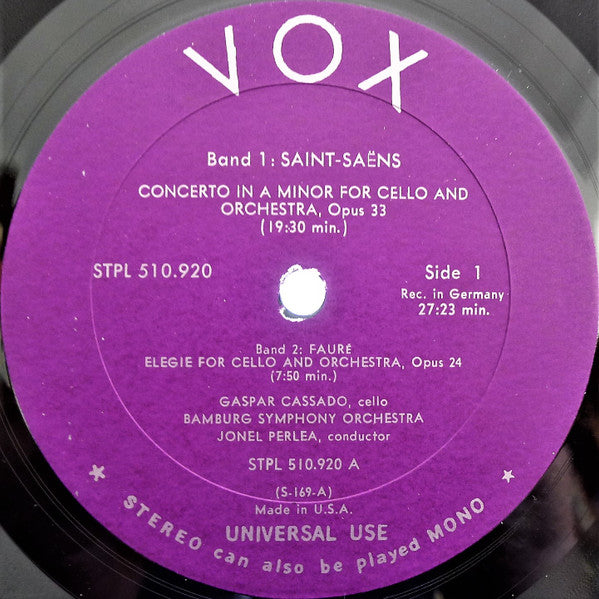 VOX
Band 1: SAINT-SAËNS
CONCERTO IN A MINOR FOR CELLO AND
ORCHESTRA, Opus 33
(19:30 min.)
STPL 510.920
Side 1
Rec. in Germany
27:23 min.
Band 2: FAURÉ
ELEGIE FOR CELLO AND ORCHESTRA, Opus 24
(7:50 min.)
GASPAR CASSADO, cello
BAMBURG SYMPHONY ORCHESTRA
JONEL PERLEA, conductor
STPL 510.920 A
(S-169-A)
Made in U.S.A.
UNIVERSAL USE
★ STEREO can also be played MONO ★